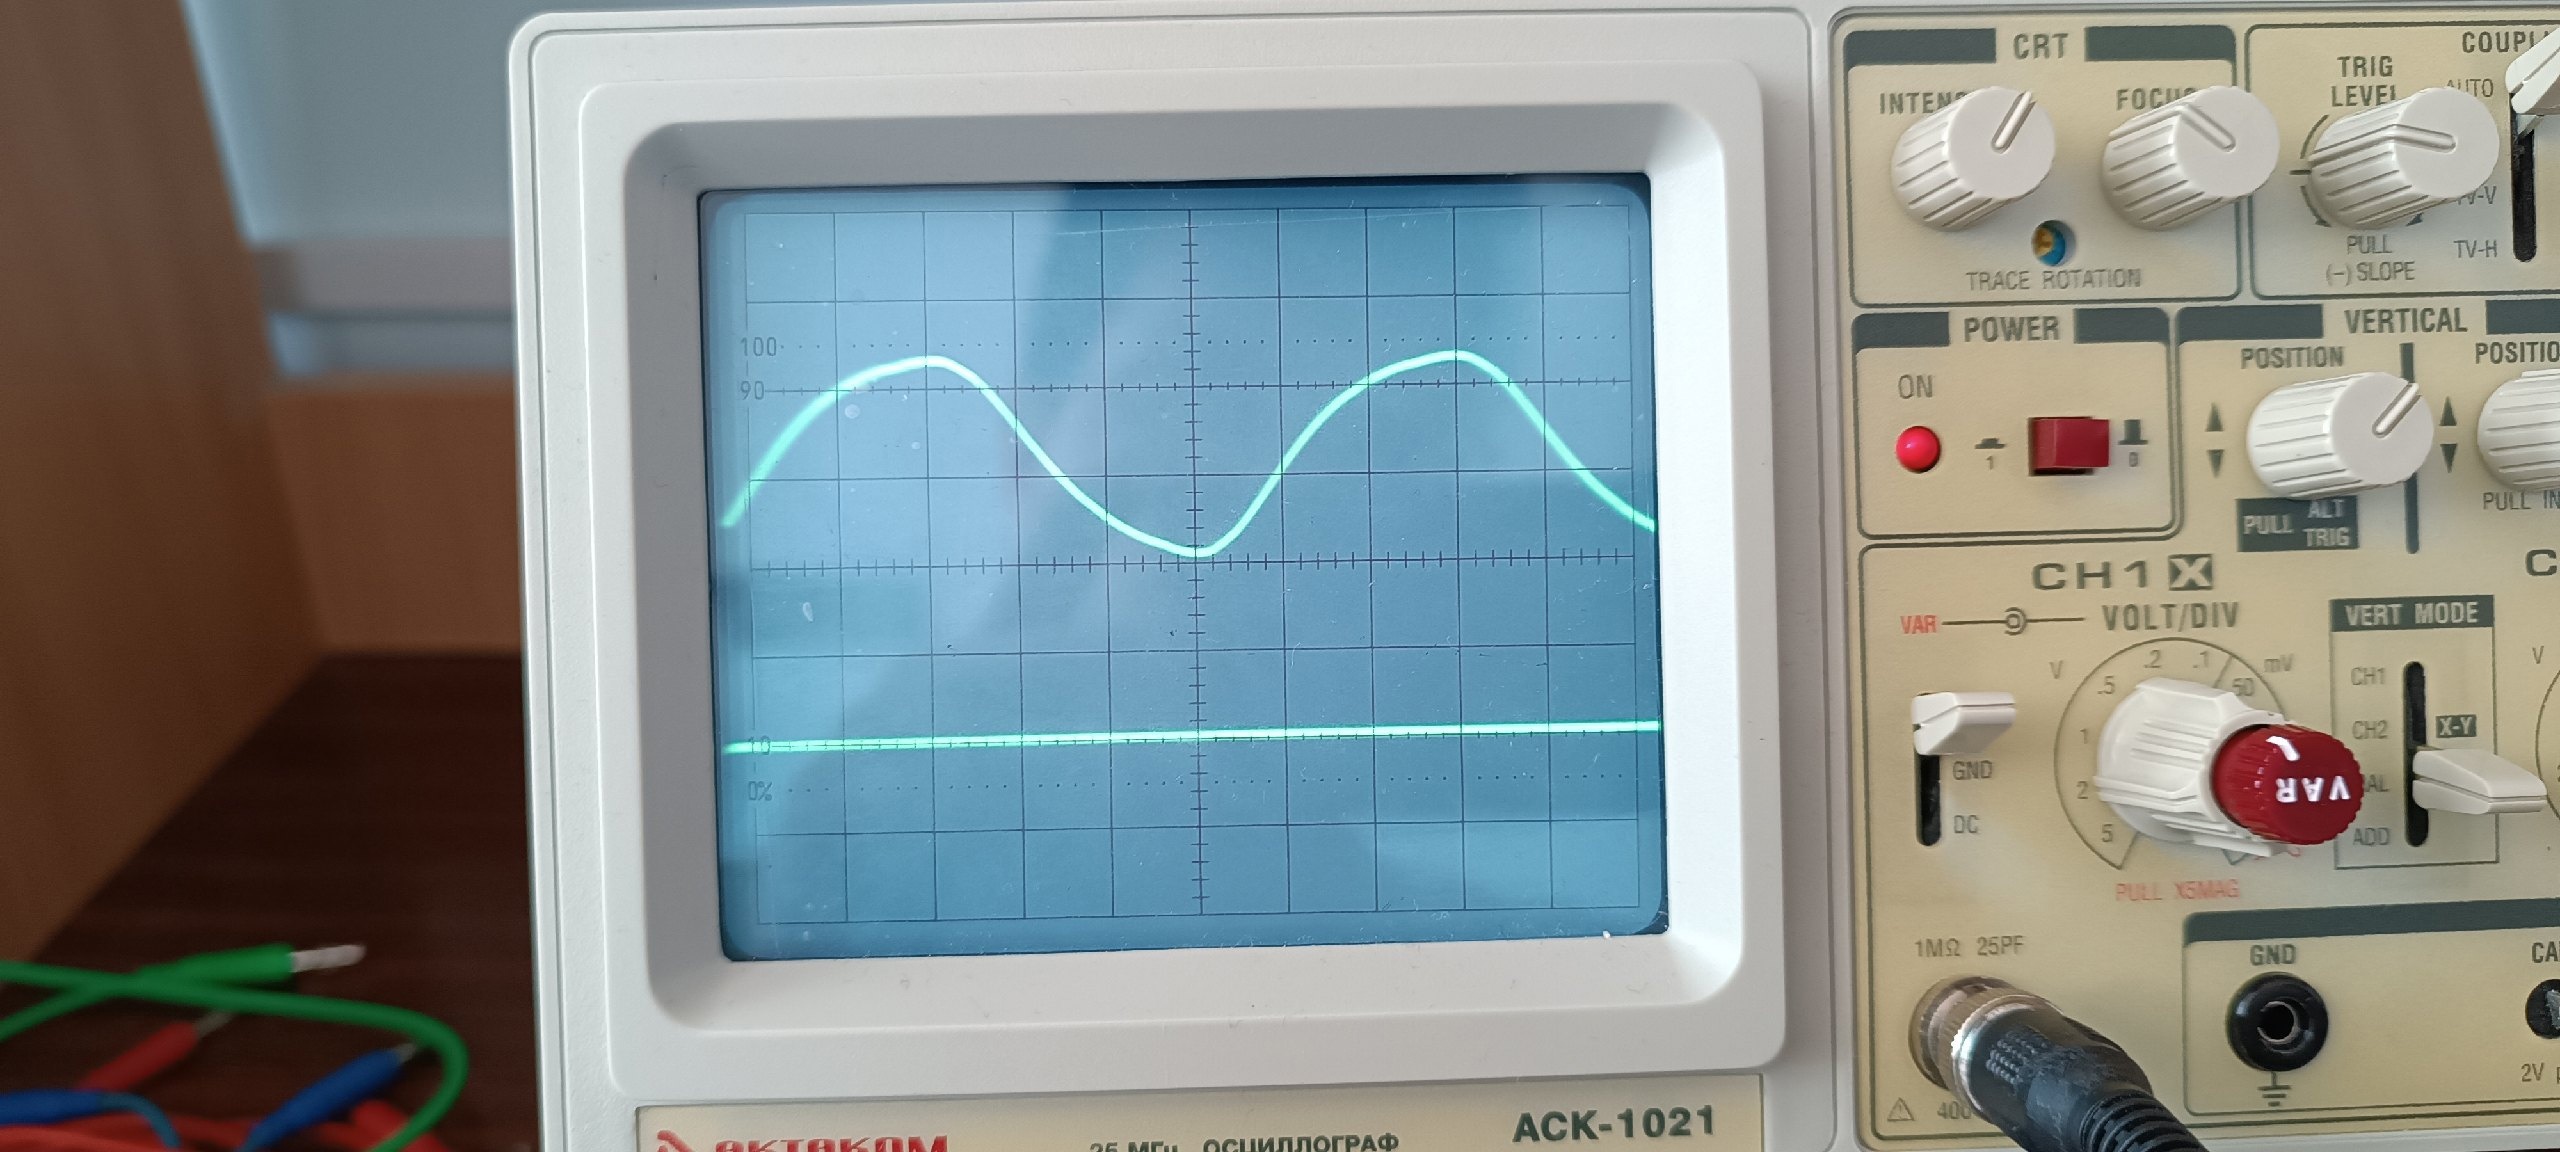 CRT
INTENS
FOCUS
TRACE ROTATION
TRIG
LEVEL
COUPL
AUTO
TV-V
TV-H
PULL
(–) SLOPE
POWER
ON
1
0
VERTICAL
POSITION
POSITIO
PULL ALT TRIG
PULL IN
CH1 X
VAR
VOLT/DIV
V
mV
.5
.2
.1
50
1
2
5
VAR
PULL X5MAG
GND
DC
VERT MODE
CH1
CH2
X-Y
ADD
V
1MΩ 25PF
400
GND
CA
2V
100
90
10
0%
АКТАКОМ
25 МГц ОСЦИЛЛОГРАФ
АСК-1021